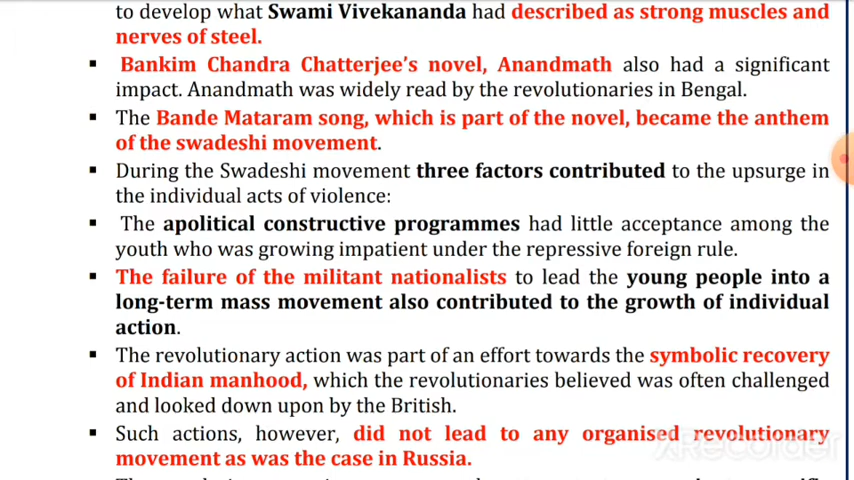 to develop what Swami Vivekananda had described as strong muscles and
nerves of steel.
▪ Bankim Chandra Chatterjee's novel, Anandmath also had a significant
impact. Anandmath was widely read by the revolutionaries in Bengal.
▪ The Bande Mataram song, which is part of the novel, became the anthem
of the swadeshi movement.
▪ During the Swadeshi movement three factors contributed to the upsurge in
the individual acts of violence:
▪ The apolitical constructive programmes had little acceptance among the
youth who was growing impatient under the repressive foreign rule.
▪ The failure of the militant nationalists to lead the young people into a
long-term mass movement also contributed to the growth of individual
action.
▪ The revolutionary action was part of an effort towards the symbolic recovery
of Indian manhood, which the revolutionaries believed was often challenged
and looked down upon by the British.
▪ Such actions, however, did not lead to any organised revolutionary
movement as was the case in Russia.
XRecorder